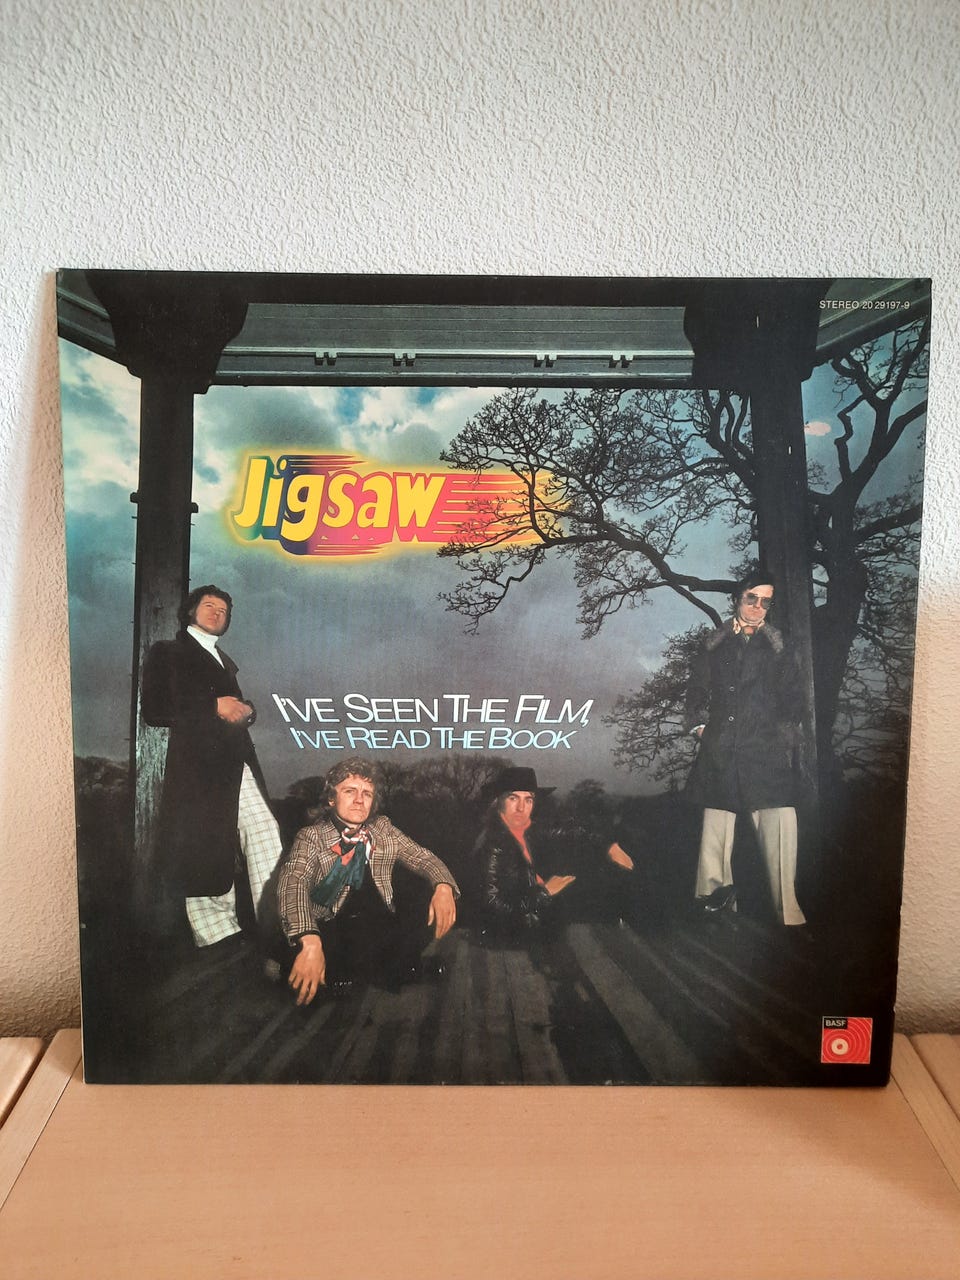 STEREO 20 29197-9
Jigsaw
I'VE SEEN THE FILM,
I'VE READ THE BOOK
BASF